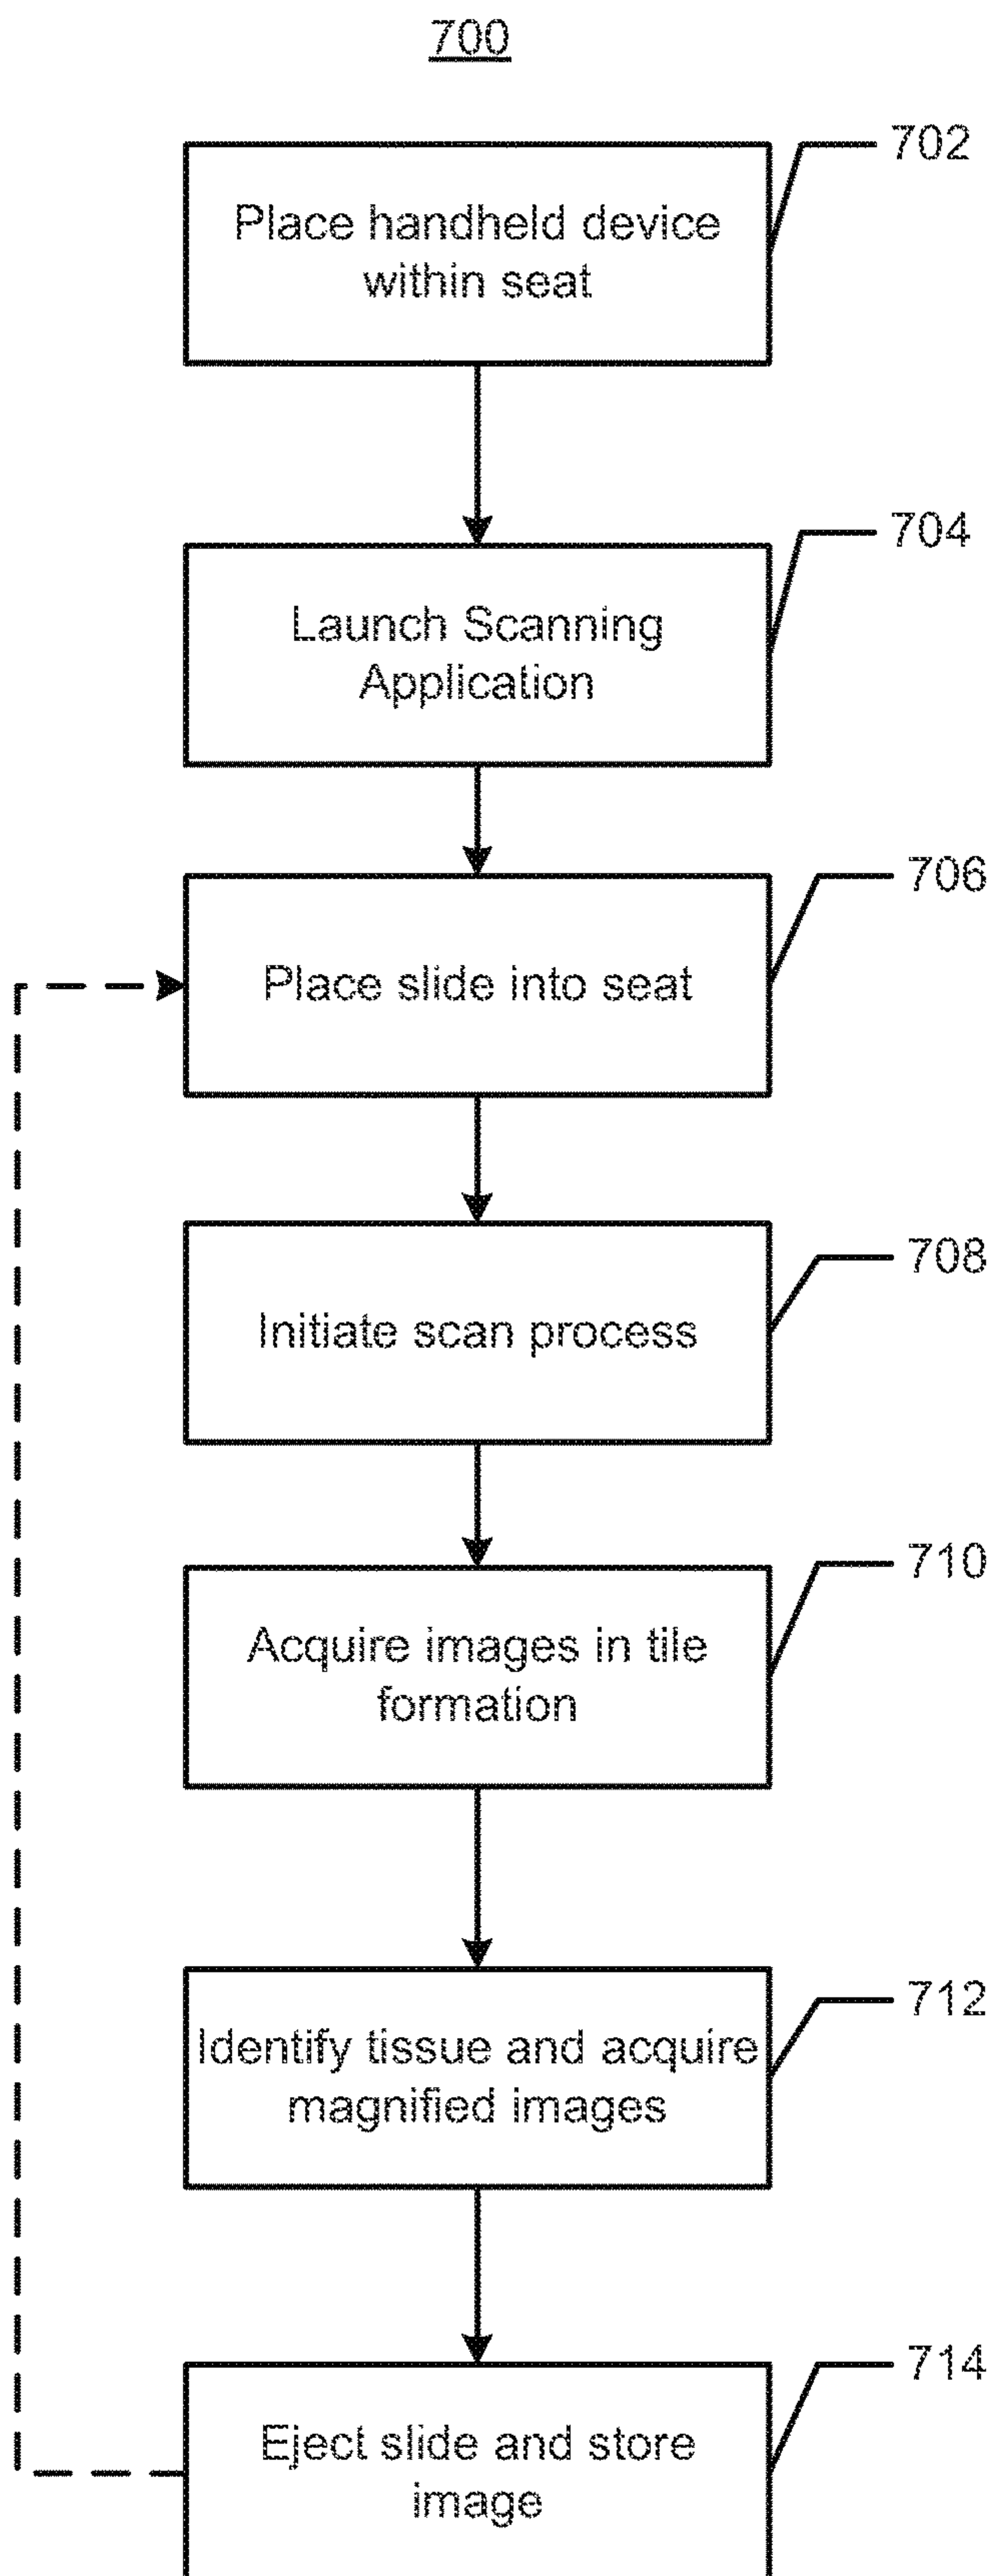 700
702
Place handheld device
within seat
704
Launch Scanning
Application
706
Place slide into seat
708
Initiate scan process
710
Acquire images in tile
formation
712
Identify tissue and acquire
magnified images
714
Eject slide and store
image